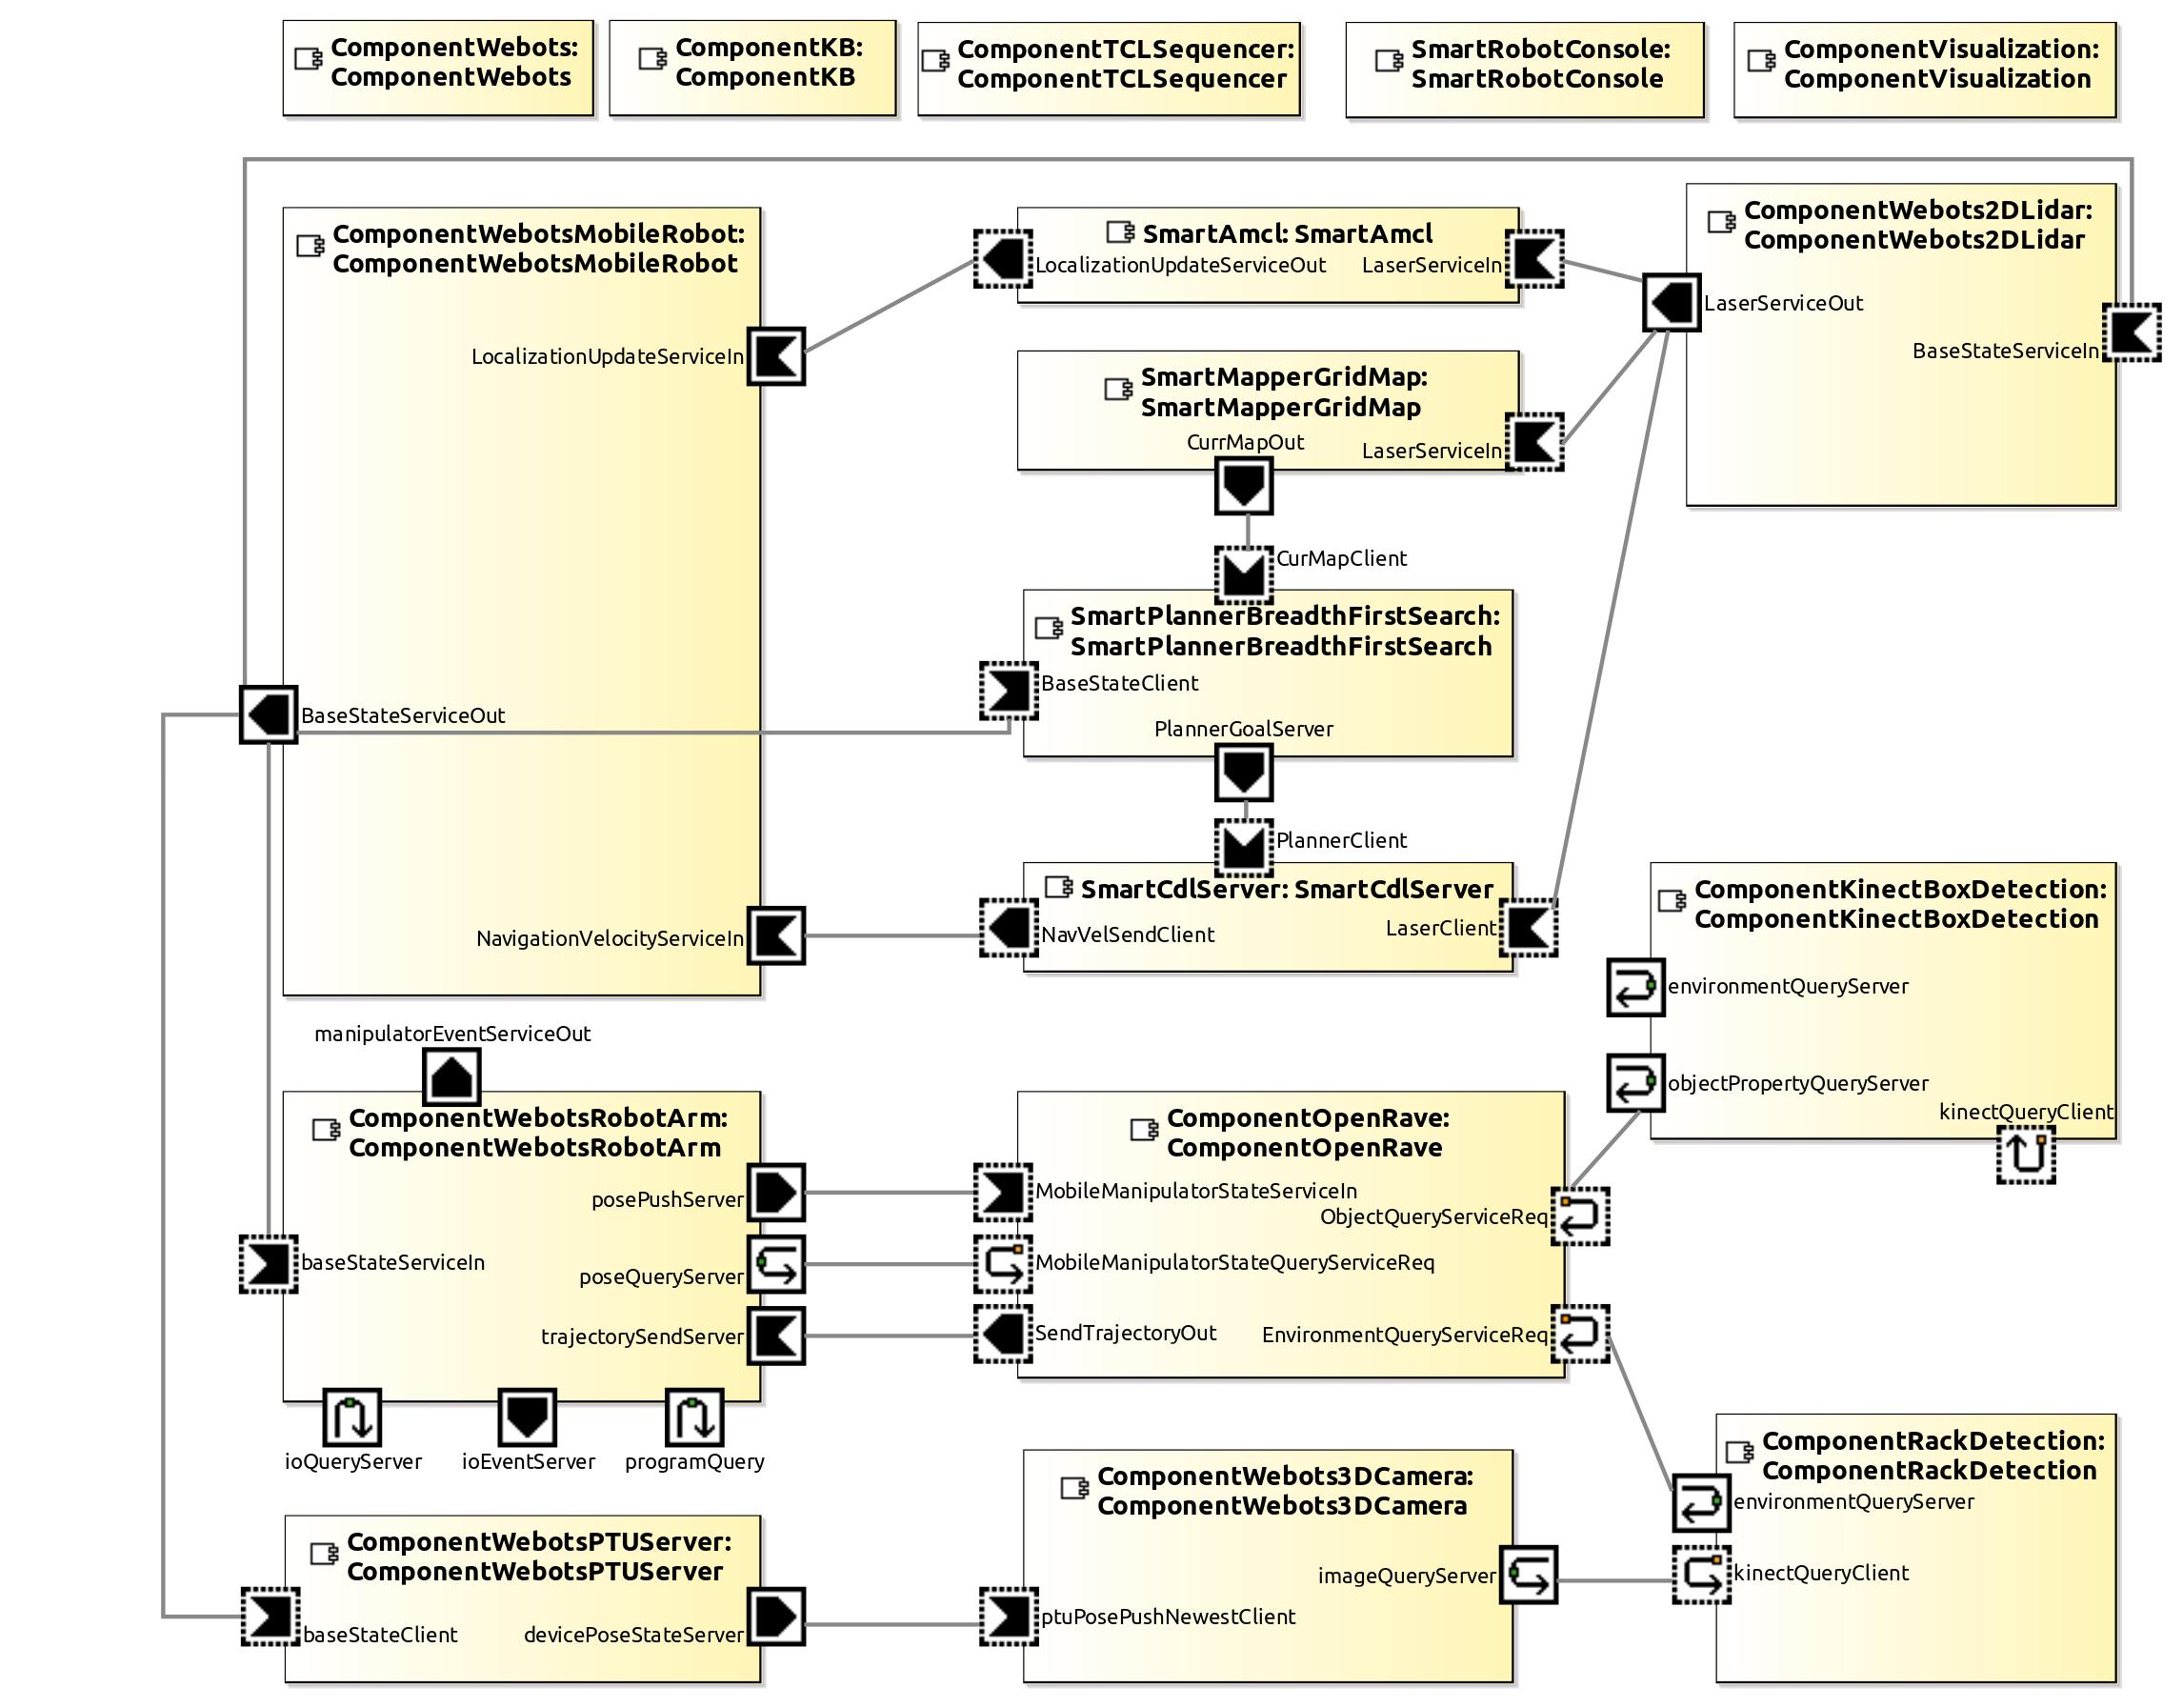 ComponentWebots:
ComponentWebots
ComponentKB:
ComponentKB
ComponentTCLSequencer:
ComponentTCLSequencer
SmartRobotConsole:
SmartRobotConsole
ComponentVisualization:
ComponentVisualization
ComponentWebotsMobileRobot:
ComponentWebotsMobileRobot
LocalizationUpdateServiceIn
BaseStateServiceOut
NavigationVelocityServiceIn
SmartAmcl: SmartAmcl
LocalizationUpdateServiceOut
LaserServiceIn
SmartMapperGridMap:
SmartMapperGridMap
CurrMapOut
LaserServiceIn
ComponentWebots2DLidar:
ComponentWebots2DLidar
LaserServiceOut
BaseStateServiceIn
CurMapClient
SmartPlannerBreadthFirstSearch:
SmartPlannerBreadthFirstSearch
BaseStateClient
PlannerGoalServer
PlannerClient
SmartCdlServer: SmartCdlServer
NavVelSendClient
LaserClient
ComponentKinectBoxDetection:
ComponentKinectBoxDetection
environmentQueryServer
objectPropertyQueryServer
kinectQueryClient
manipulatorEventServiceOut
ComponentWebotsRobotArm:
ComponentWebotsRobotArm
posePushServer
baseStateServiceIn
poseQueryServer
trajectorySendServer
ioQueryServer
ioEventServer
programQuery
ComponentOpenRave:
ComponentOpenRave
MobileManipulatorStateServiceIn
ObjectQueryServiceReq
MobileManipulatorStateQueryServiceReq
SendTrajectoryOut
EnvironmentQueryServiceReq
ComponentWebotsPTUServer:
ComponentWebotsPTUServer
baseStateClient
devicePoseStateServer
ComponentWebots3DCamera:
ComponentWebots3DCamera
imageQueryServer
ptuPosePushNewestClient
ComponentRackDetection:
ComponentRackDetection
environmentQueryServer
kinectQueryClient